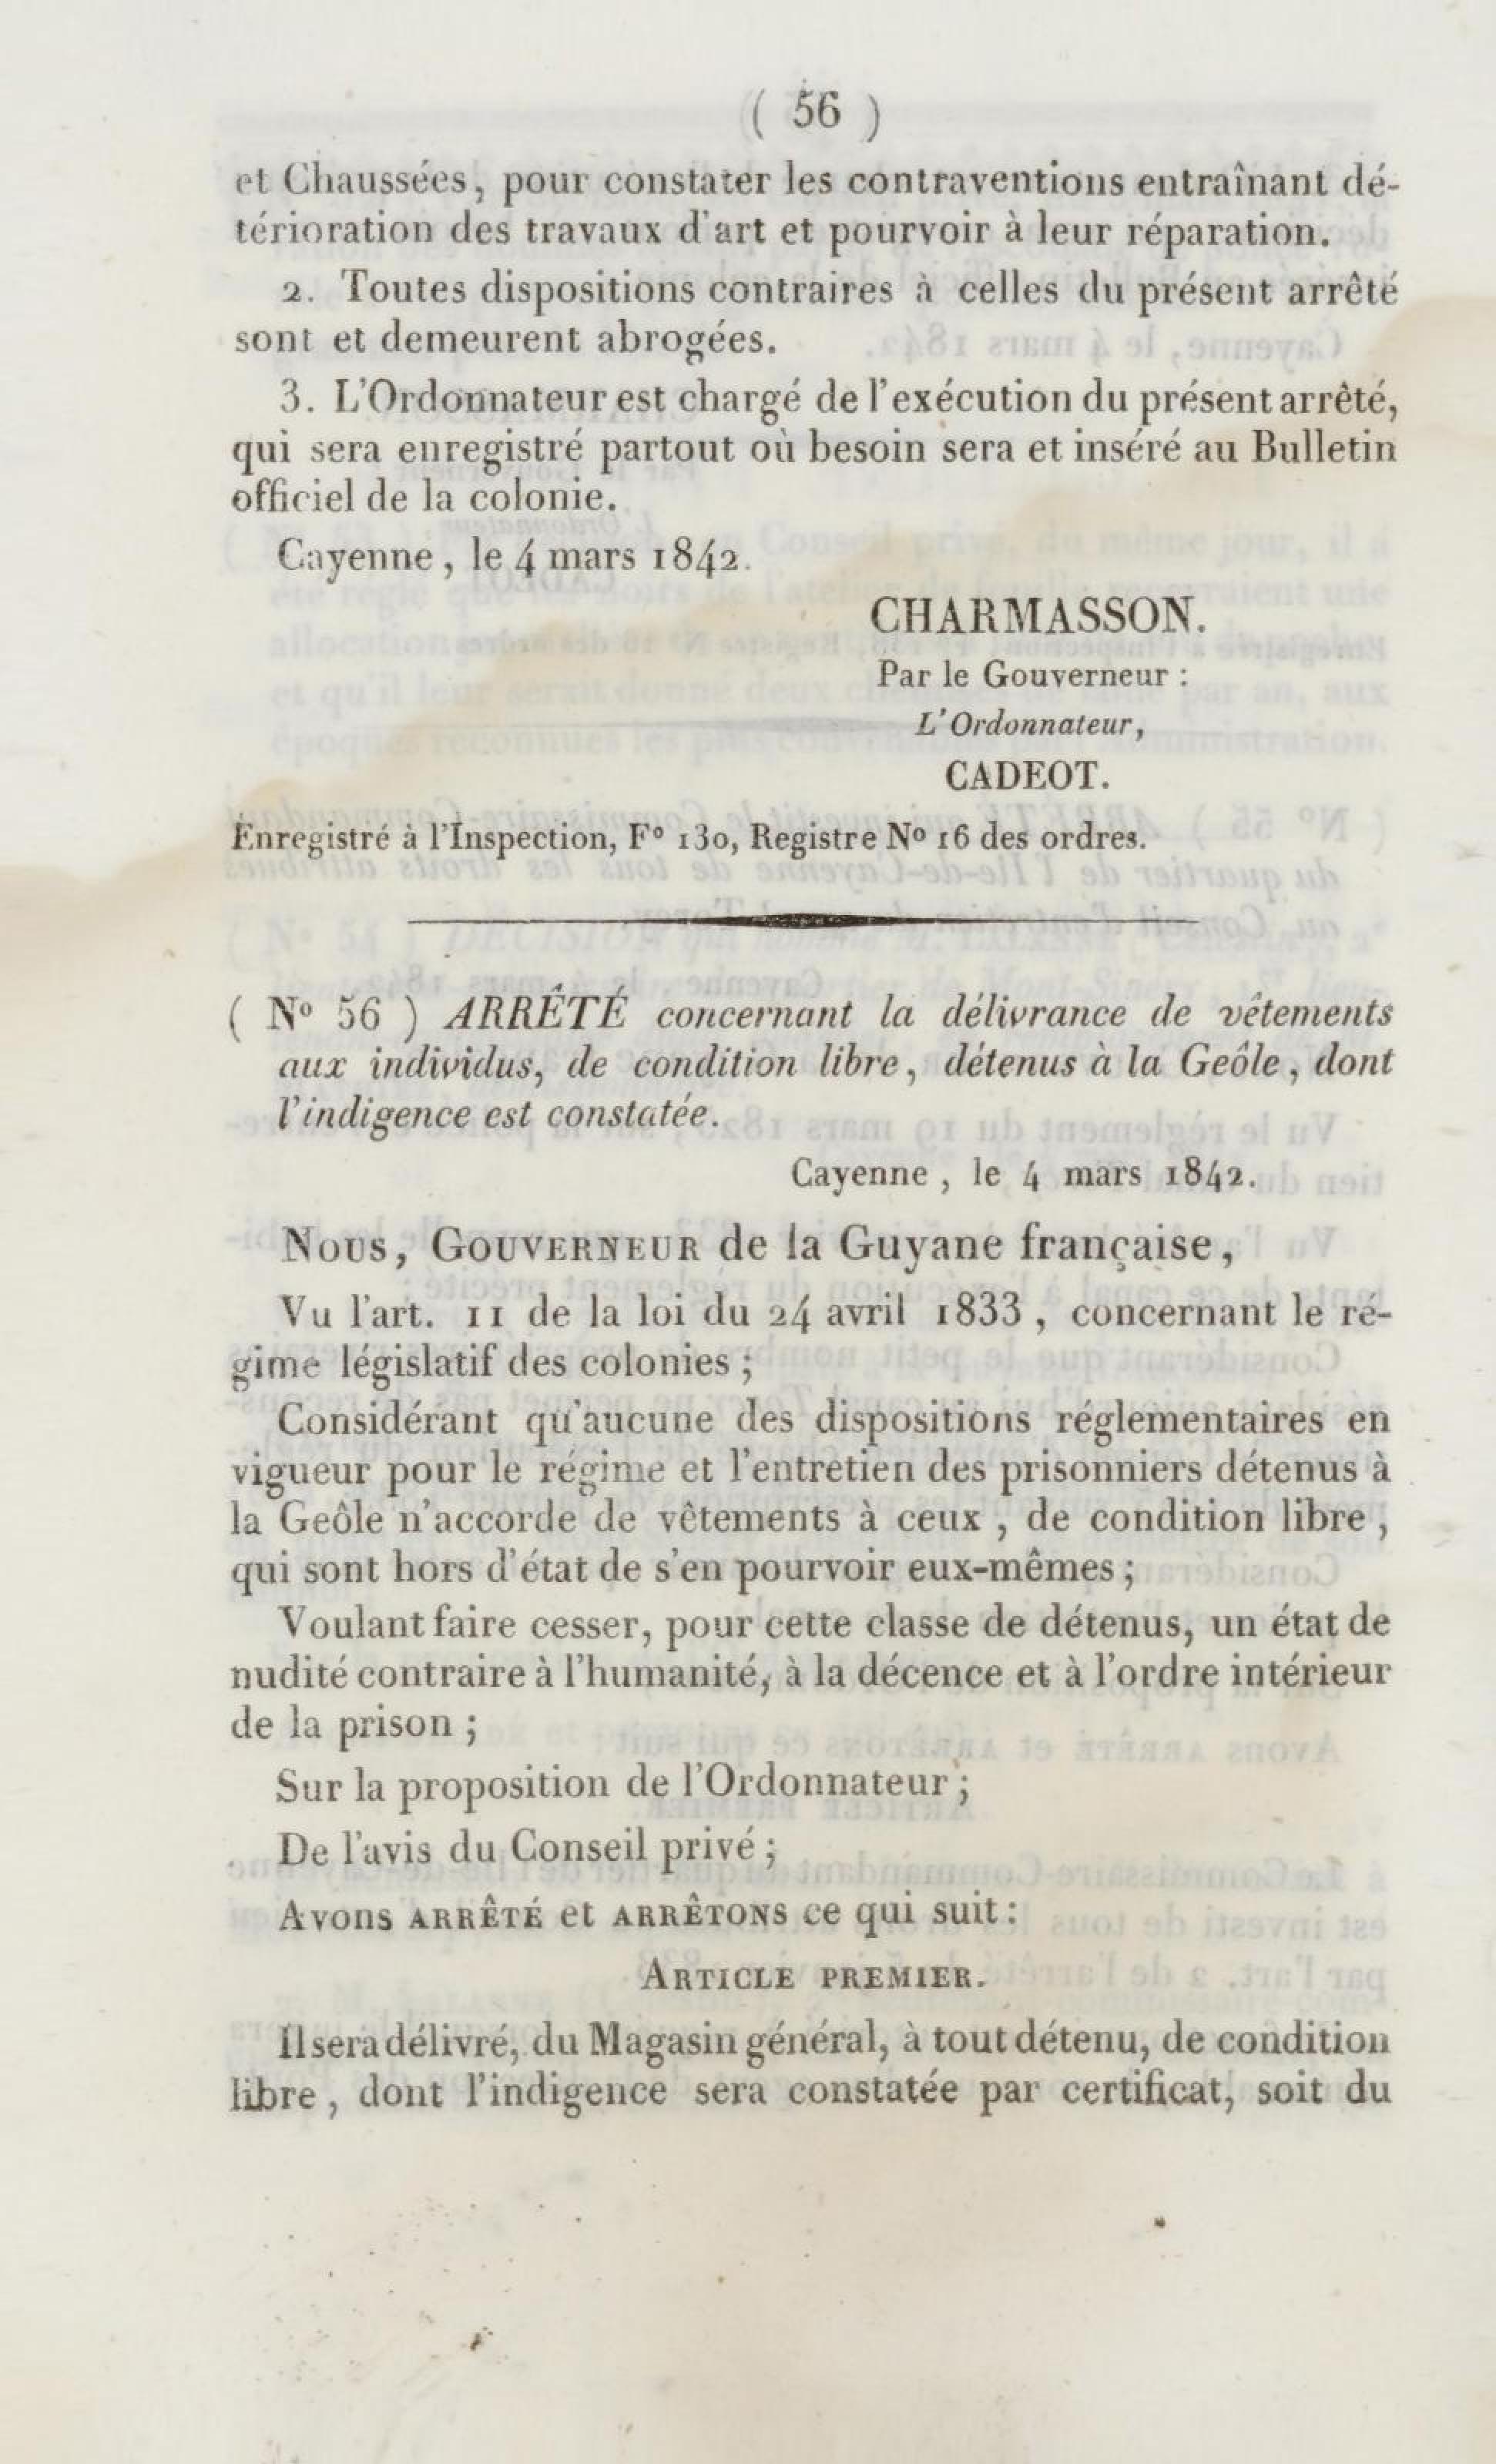 ( 56 )
et Chaussées, pour constater les contraventions entraînant dé-
térioration des travaux d'art et pourvoir à leur réparation.
2. Toutes dispositions contraires à celles du présent arrêté
sont et demeurent abrogées.
3. L'Ordonnateur est chargé de l'exécution du présent arrêté,
qui sera enregistré partout où besoin sera et inséré au Bulletin
officiel de la colonie.
Cayenne, le 4 mars 1842.
CHARMASSON.
Par le Gouverneur :
L'Ordonnateur,
CADEOT.
Enregistré à l'Inspection, Fº 130, Registre Nº 16 des ordres.
( Nº 56 ) ARRÊTÉ concernant la délivrance de vêtements
aux individus, de condition libre, détenus à la Geôle, dont
l'indigence est constatée.
Cayenne, le 4 mars 1842.
NOUS, GOUVERNEUR de la Guyane française,
Vu l'art. 11 de la loi du 24 avril 1833, concernant le ré-
gime législatif des colonies ;
Considérant qu'aucune des dispositions réglementaires en
vigueur pour le régime et l'entretien des prisonniers détenus à
la Geôle n'accorde de vêtements à ceux, de condition libre,
qui sont hors d'état de s'en pourvoir eux-mêmes ;
Voulant faire cesser, pour cette classe de détenus, un état de
nudité contraire à l'humanité, à la décence et à l'ordre intérieur
de la prison ;
Sur la proposition de l'Ordonnateur ;
De l'avis du Conseil privé ;
Avons ARRÊTÉ et ARRÊTONS ce qui suit :
ARTICLE PREMIER.
Il sera délivré, du Magasin général, à tout détenu, de condition
libre, dont l'indigence sera constatée par certificat, soit du